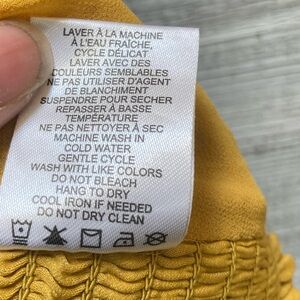 LAVER À LA MACHINE
À L'EAU FRAÎCHE,
CYCLE DÉLICAT
LAVER AVEC DES
COULEURS SEMBLABLES
NE PAS UTILISER D'AGENT
DE BLANCHIMENT
SUSPENDRE POUR SÉCHER
REPASSER À BASSE
TEMPÉRATURE
NE PAS NETTOYER À SEC
MACHINE WASH IN
COLD WATER
GENTLE CYCLE
WASH WITH LIKE COLORS
DO NOT BLEACH
HANG TO DRY
COOL IRON IF NEEDED
DO NOT DRY CLEAN